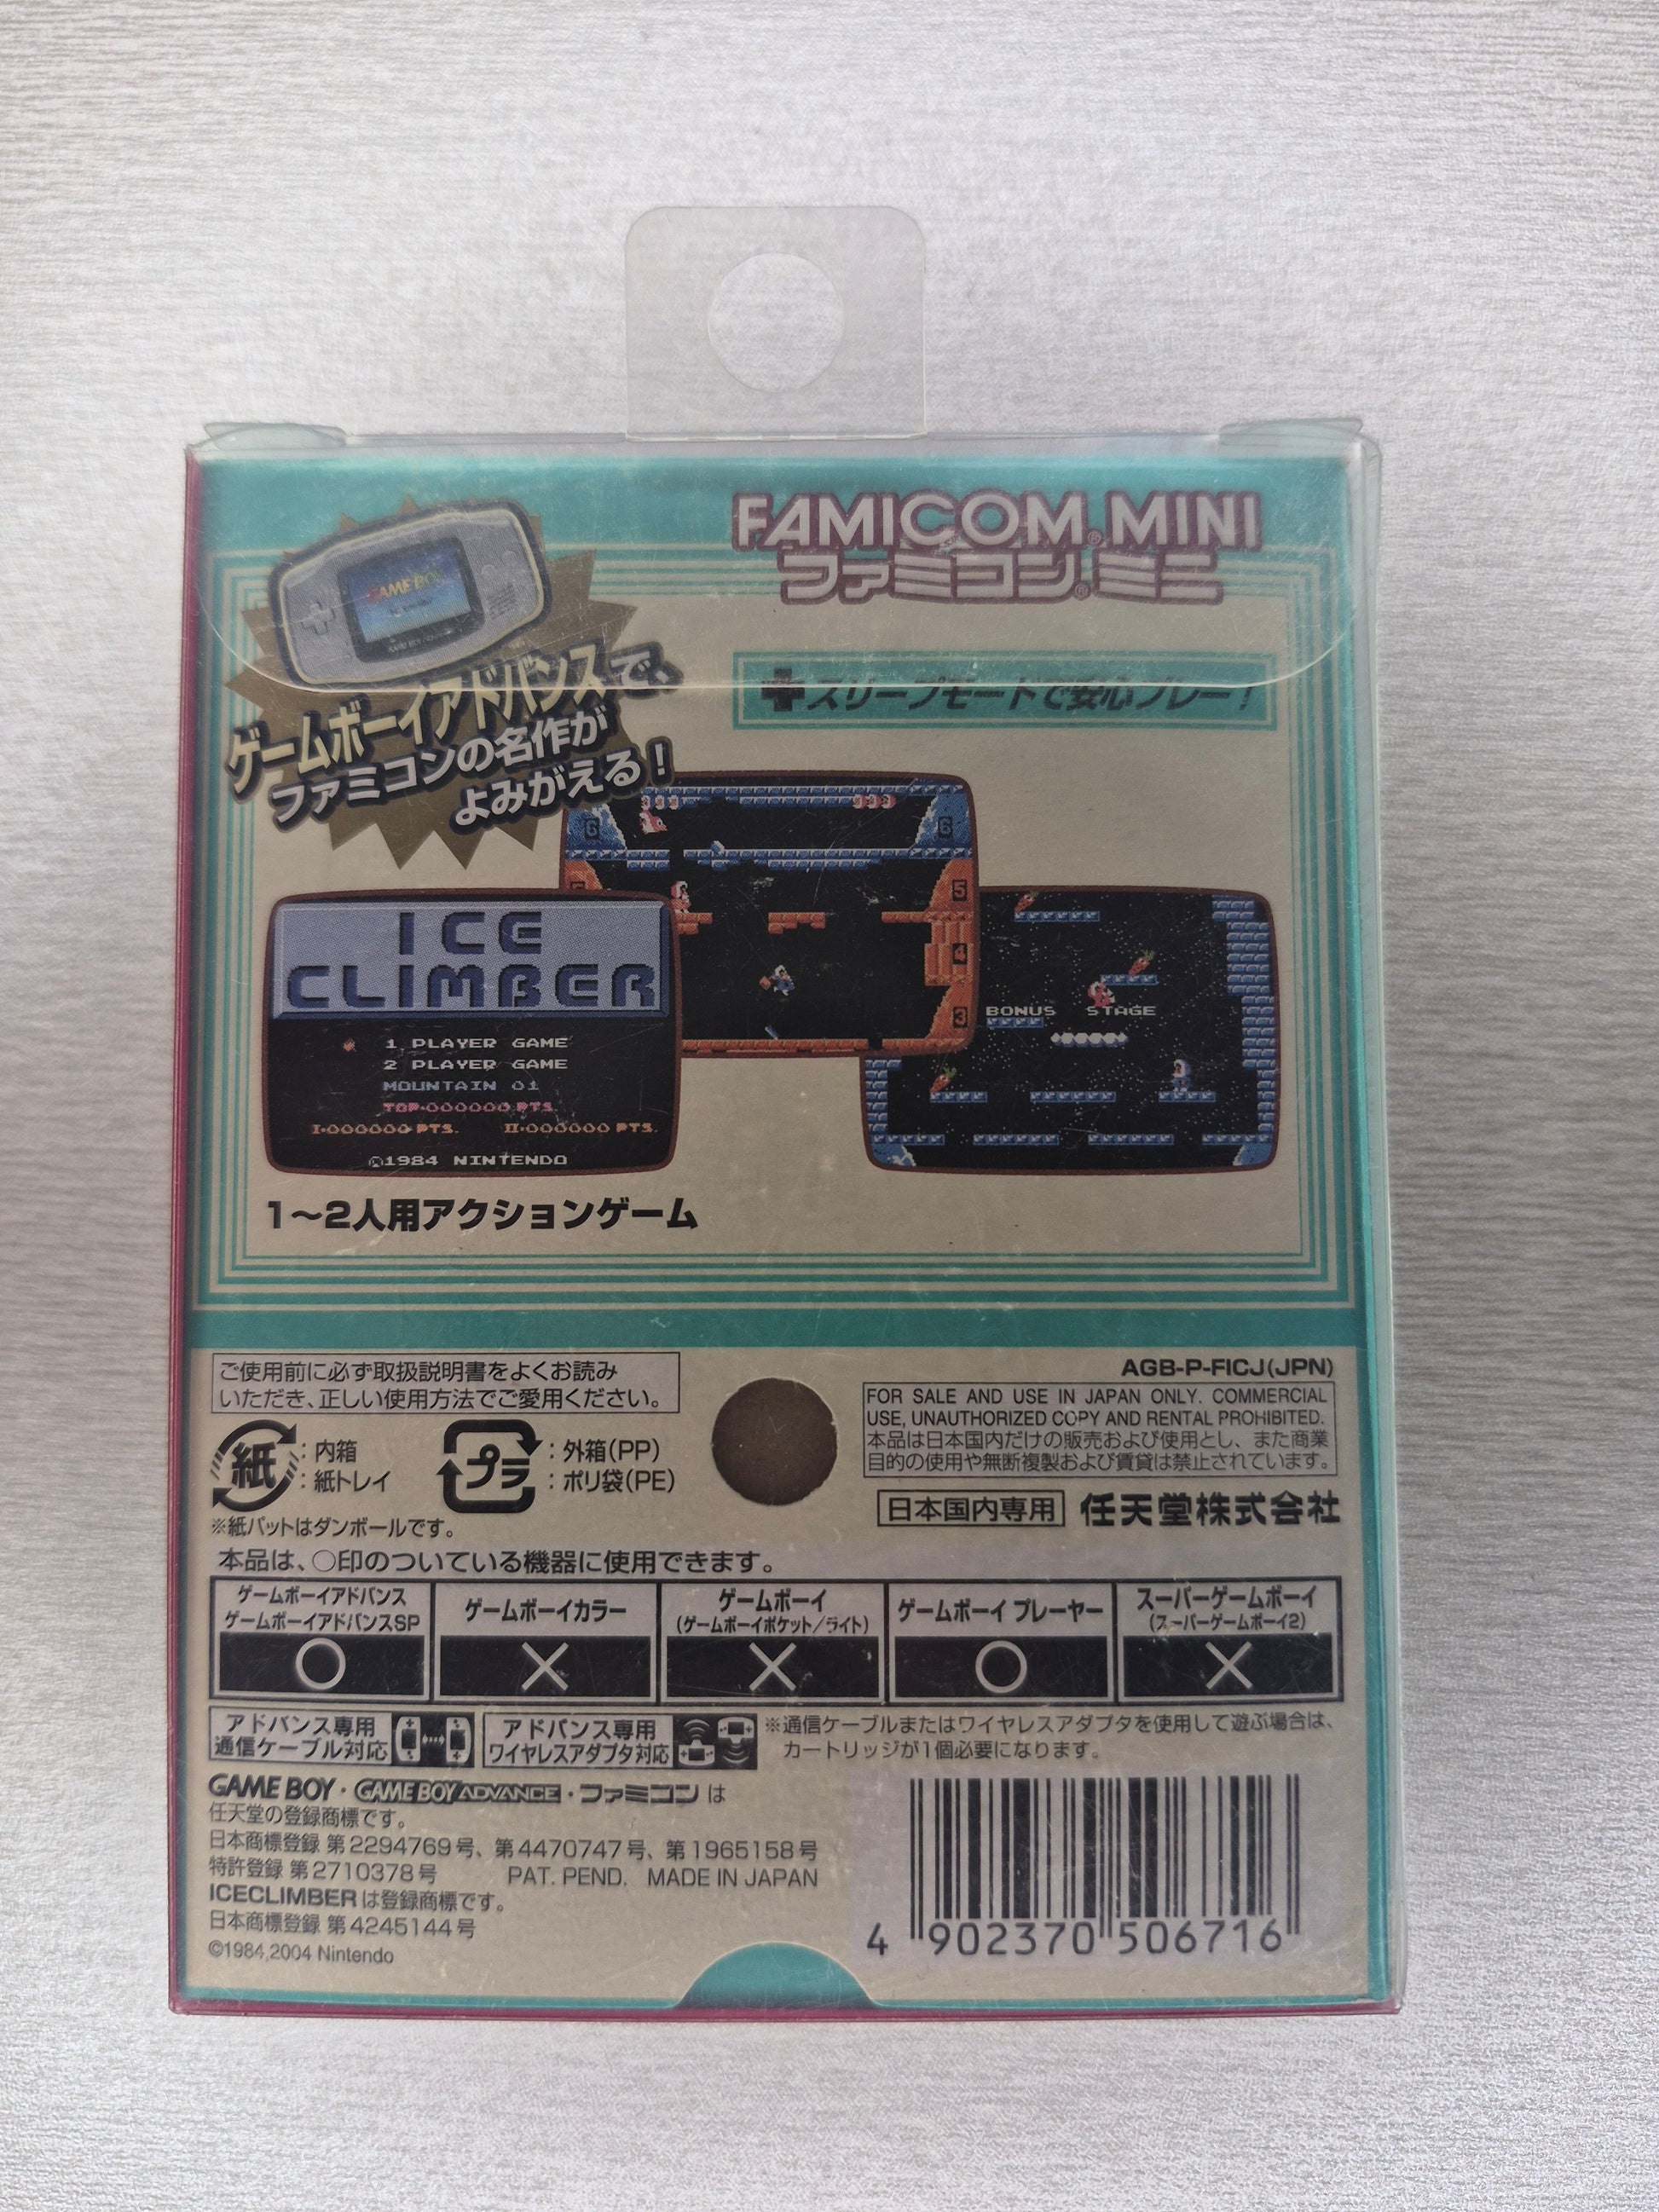 FAMICOM® MINI
ファミコン® ミニ
GAME BOY
ゲームボーイアドバンスで、
ファミコンの名作が
よみがえる!
スリープモードで安心プレー!
6
6
5
5
4
3
ICE
CLIMBER
1 PLAYER GAME
2 PLAYER GAME
MOUNTAIN 01
TOP·000000 PTS.
I·000000 PTS. II·000000 PTS.
©1984 NINTENDO
BONUS STAGE
1〜2人用アクションゲーム
ご使用前に必ず取扱説明書をよくお読み
いただき、正しい使用方法でご愛用ください。
紙
:内箱
:紙トレイ
プラ
:外箱(PP)
:ポリ袋(PE)
※紙パットはダンボールです。
AGB-P-FICJ(JPN)
FOR SALE AND USE IN JAPAN ONLY. COMMERCIAL
USE, UNAUTHORIZED COPY AND RENTAL PROHIBITED.
本品は日本国内だけの販売および使用とし、また商業
目的の使用や無断複製および賃貸は禁止されています。
日本国内専用 任天堂株式会社
本品は、○印のついている機器に使用できます。
ゲームボーイアドバンス
ゲームボーイアドバンスSP
○
ゲームボーイカラー
×
ゲームボーイ
(ゲームボーイポケット/ライト)
×
ゲームボーイ プレーヤー
○
スーパーゲームボーイ
(スーパーゲームボーイ2)
×
アドバンス専用
通信ケーブル対応
アドバンス専用
ワイヤレスアダプタ対応
※通信ケーブルまたはワイヤレスアダプタを使用して遊ぶ場合は、
カートリッジが1個必要になります。
GAME BOY・GAME BOY ADVANCE・ファミコンは
任天堂の登録商標です。
日本商標登録 第2294769号、第4470747号、第1965158号
特許登録 第2710378号 PAT. PEND. MADE IN JAPAN
ICECLIMBERは登録商標です。
日本商標登録 第4245144号
©1984,2004 Nintendo
4 902370 506716